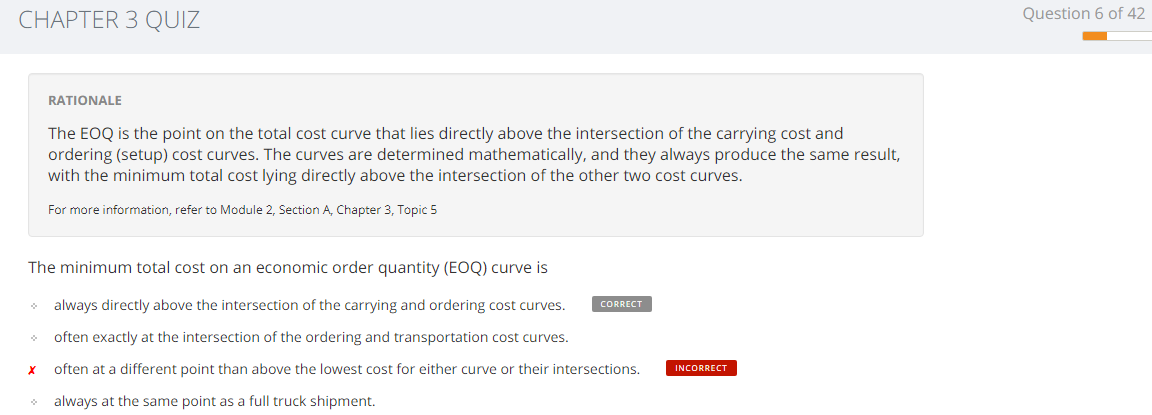 CHAPTER 3 QUIZ
Question 6 of 42
RATIONALE
The EOQ is the point on the total cost curve that lies directly above the intersection of the carrying cost and
ordering (setup) cost curves. The curves are determined mathematically, and they always produce the same result,
with the minimum total cost lying directly above the intersection of the other two cost curves.
For more information, refer to Module 2, Section A, Chapter 3, Topic 5
The minimum total cost on an economic order quantity (EOQ) curve is
always directly above the intersection of the carrying and ordering cost curves. CORRECT
often exactly at the intersection of the ordering and transportation cost curves.
✗ often at a different point than above the lowest cost for either curve or their intersections. INCORRECT
always at the same point as a full truck shipment.